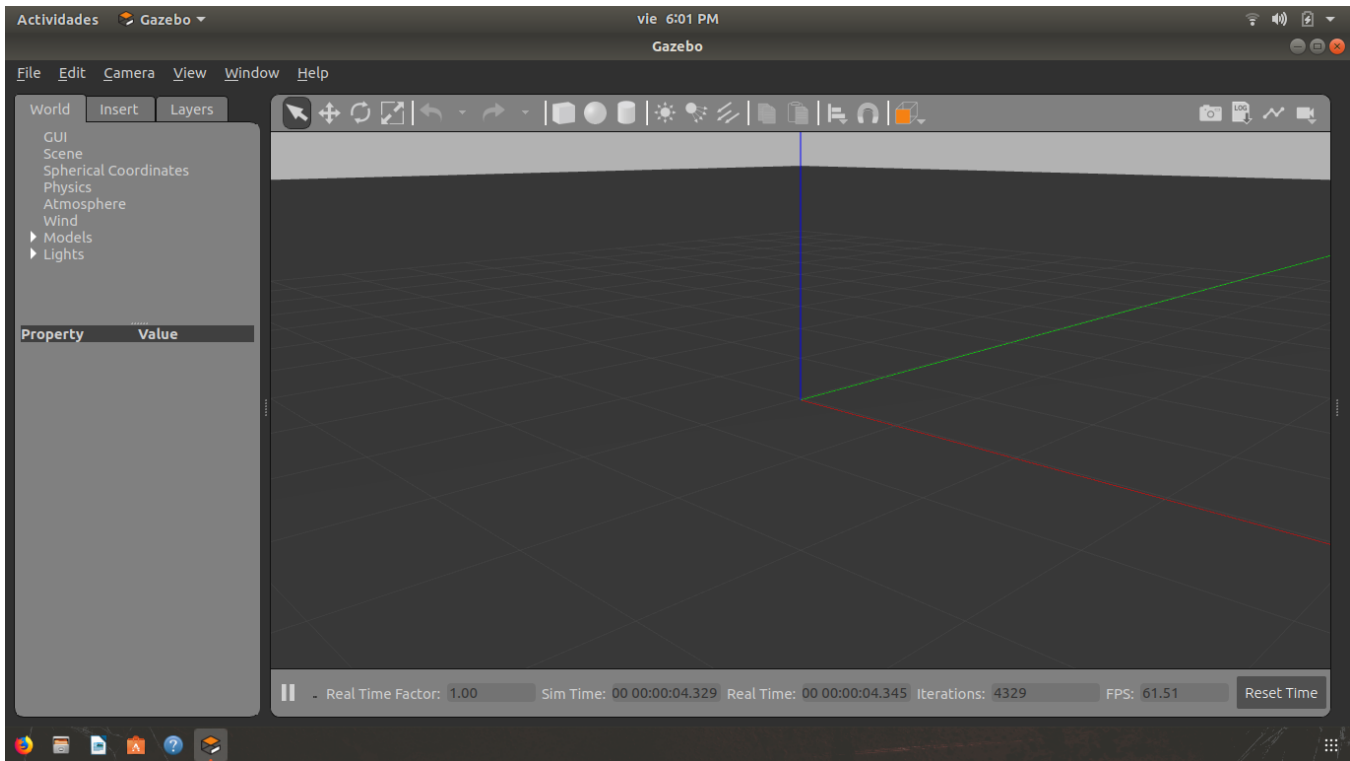 Actividades Gazebo vie 6:01 PM
Gazebo
File Edit Camera View Window Help
World Insert Layers
LOG
GUI
Scene
Spherical Coordinates
Physics
Atmosphere
Wind
Models
Lights
Property Value
Real Time Factor: 1.00 Sim Time: 00 00:00:04.329 Real Time: 00 00:00:04.345 Iterations: 4329 FPS: 61.51 Reset Time